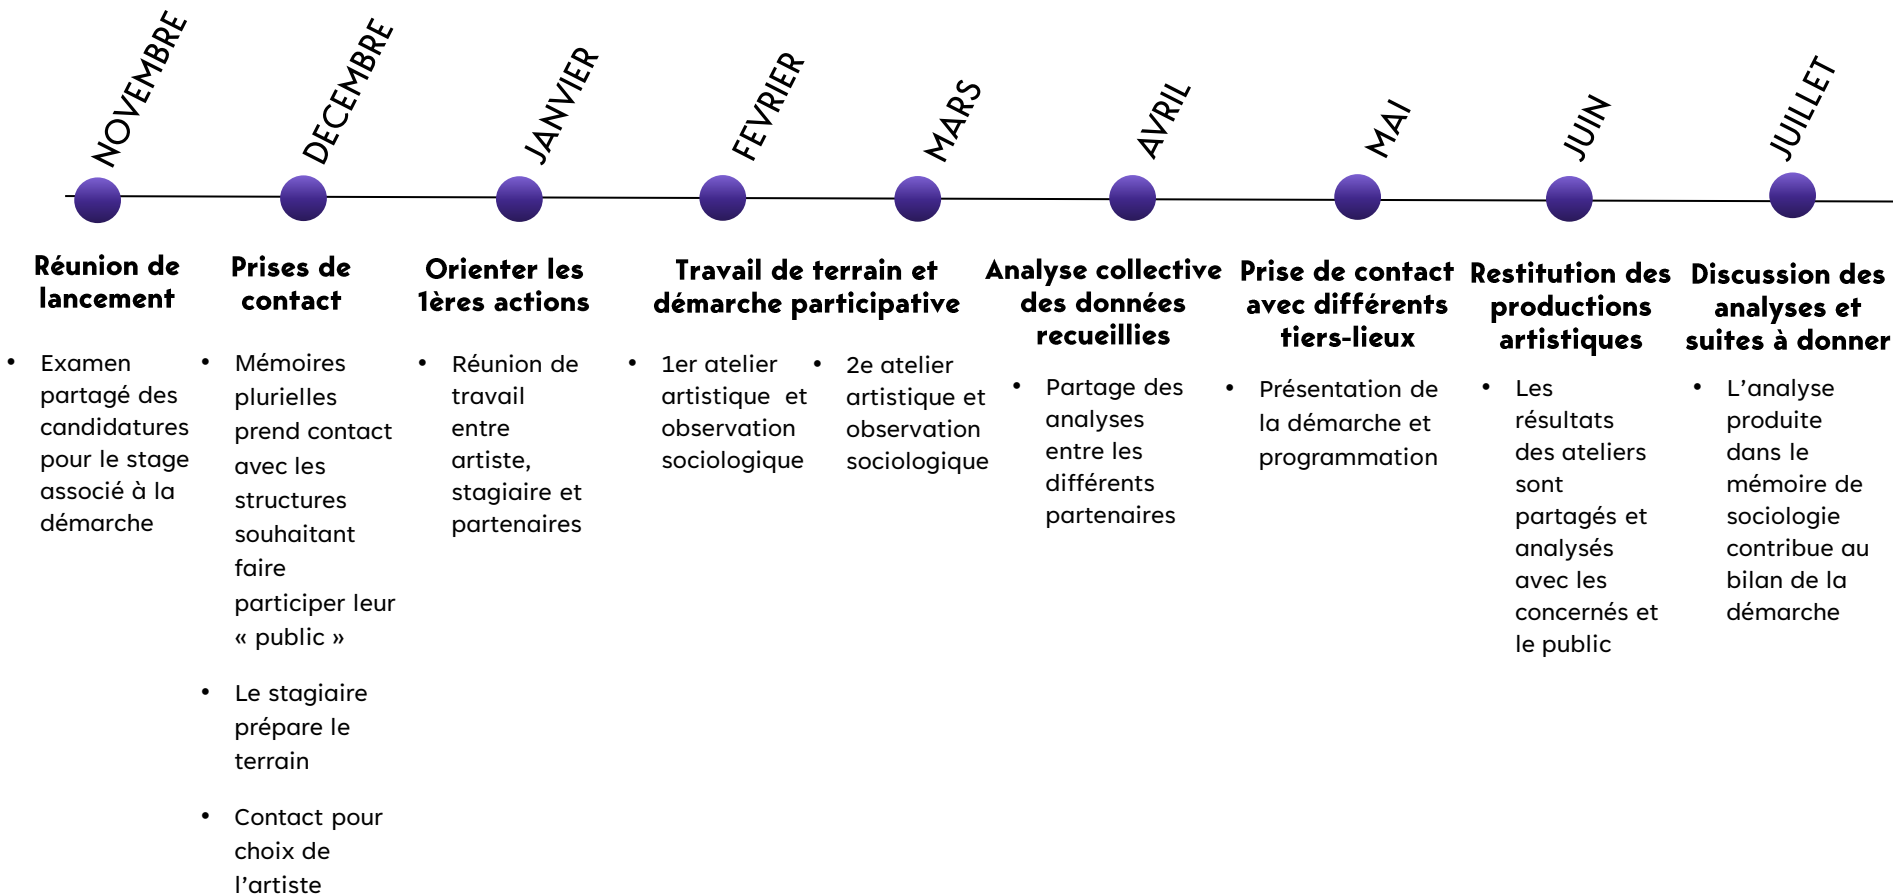 NOVEMBRE
DECEMBRE
JANVIER
FEVRIER
MARS
AVRIL
MAI
JUIN
JUILLET
Réunion de
lancement
• Examen
partagé des
candidatures
pour le stage
associé à la
démarche
Prises de
contact
• Mémoires
plurielles
prend contact
avec les
structures
souhaitant
faire
participer leur
« public »
• Le stagiaire
prépare le
terrain
• Contact pour
choix de
l’artiste
Orienter les
1ères actions
• Réunion de
travail
entre
artiste,
stagiaire et
partenaires
Travail de terrain et
démarche participative
• 1er atelier
artistique et
observation
sociologique
• 2e atelier
artistique et
observation
sociologique
Analyse collective
des données
recueillies
• Partage des
analyses
entre les
différents
partenaires
Prise de contact
avec différents
tiers-lieux
• Présentation de
la démarche et
programmation
Restitution des
productions
artistiques
• Les
résultats
des ateliers
sont
partagés et
analysés
avec les
concernés et
le public
Discussion des
analyses et
suites à donner
• L’analyse
produite
dans le
mémoire de
sociologie
contribue au
bilan de la
démarche